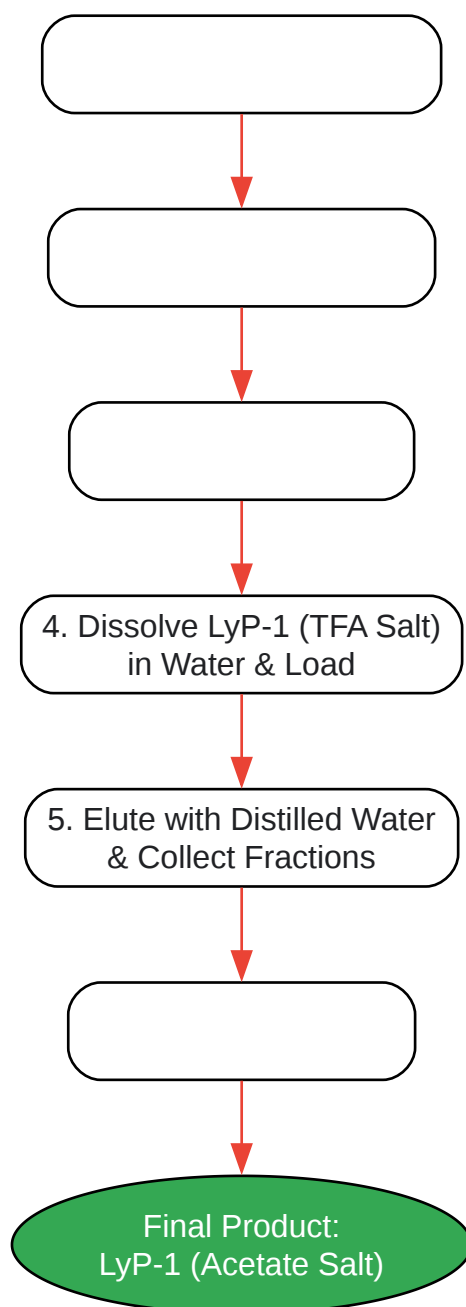 4. Dissolve LyP-1 (TFA Salt)
in Water & Load
5. Elute with Distilled Water
& Collect Fractions
Final Product:
LyP-1 (Acetate Salt)